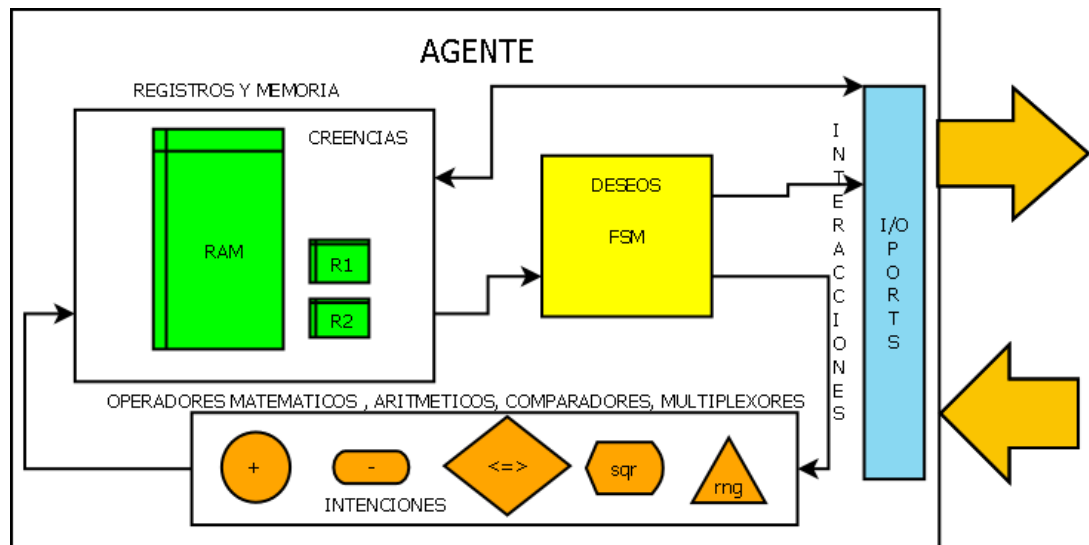 AGENTE
REGISTROS Y MEMORIA
CREENCIAS
RAM
R1
R2
DESEOS
FSM
INTERACCIONES
I/O
PORTS
OPERADORES MATEMATICOS , ARITMETICOS, COMPARADORES, MULTIPLEXORES
+
-
<=>
sqr
rng
INTENCIONES